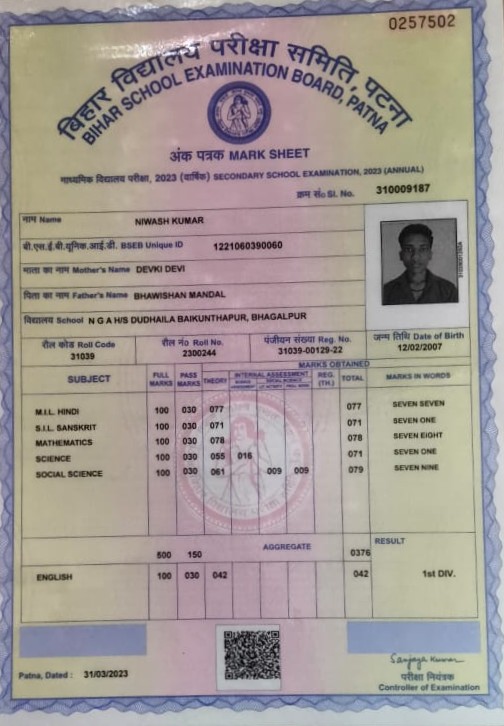 0257502
बिहार विद्यालय परीक्षा समिति, पटना
BIHAR SCHOOL EXAMINATION BOARD, PATNA
अंक पत्रक MARK SHEET
माध्यमिक विद्यालय परीक्षा, 2023 (वार्षिक) SECONDARY SCHOOL EXAMINATION, 2023 (ANNUAL)
क्रम सं० Sl. No. 310009187
नाम Name NIWASH KUMAR
बी.एस.ई.बी.यूनिक.आई.डी. BSEB Unique ID 1221060390060
माता का नाम Mother's Name DEVKI DEVI
पिता का नाम Father's Name BHAWISHAN MANDAL
विद्यालय School N G A H/S DUDHAILA BAIKUNTHAPUR, BHAGALPUR
रौल कोड Roll Code रौल नं० Roll No. पंजीयन संख्या Reg. No. जन्म तिथि Date of Birth
31039 2300244 31039-00129-22 12/02/2007
MARKS OBTAINED
SUBJECT FULL MARKS PASS MARKS THEORY INTERNAL ASSESSMENT REG. (TH.) TOTAL MARKS IN WORDS
M.I.L. HINDI 100 030 077 077 SEVEN SEVEN
S.I.L. SANSKRIT 100 030 071 071 SEVEN ONE
MATHEMATICS 100 030 078 078 SEVEN EIGHT
SCIENCE 100 030 055 016 071 SEVEN ONE
SOCIAL SCIENCE 100 030 061 009 009 079 SEVEN NINE
500 150 AGGREGATE 0376 RESULT
ENGLISH 100 030 042 042 1st DIV.
Patna, Dated : 31/03/2023
Sanjaya Kumar
परीक्षा नियंत्रक
Controller of Examination